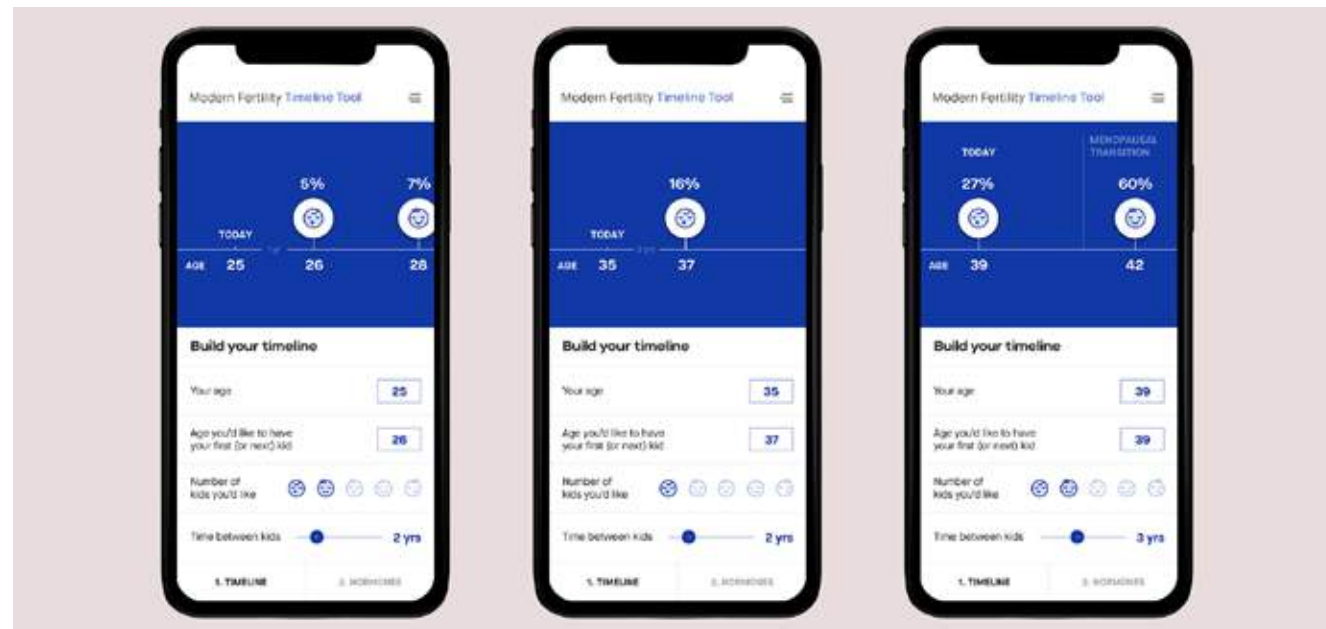 Modern Fertility Timeline Tool
5%
7%
TODAY
1 yr
AGE
25
26
28
Build your timeline
Your age
25
Age you'd like to have
your first (or next) kid
26
Number of
kids you'd like
Time between kids
2 yrs
1. TIMELINE
2. HORMONES
Modern Fertility Timeline Tool
16%
TODAY
2 yrs
AGE
35
37
Build your timeline
Your age
35
Age you'd like to have
your first (or next) kid
37
Number of
kids you'd like
Time between kids
2 yrs
1. TIMELINE
2. HORMONES
Modern Fertility Timeline Tool
TODAY
MENOPAUSAL
TRANSITION
27%
60%
AGE
39
42
Build your timeline
Your age
39
Age you'd like to have
your first (or next) kid
39
Number of
kids you'd like
Time between kids
3 yrs
1. TIMELINE
2. HORMONES